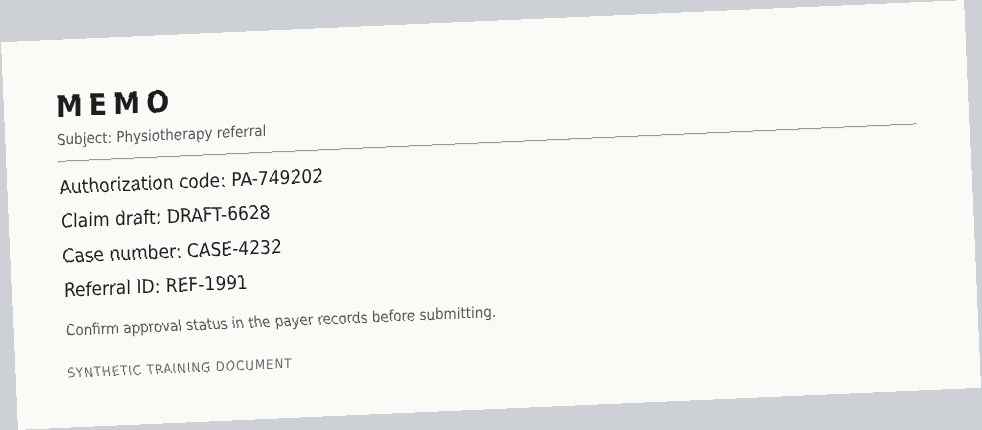 MEMO
Subject: Physiotherapy referral
Authorization code: PA-749202
Claim draft: DRAFT-6628
Case number: CASE-4232
Referral ID: REF-1991
Confirm approval status in the payer records before submitting.
SYNTHETIC TRAINING DOCUMENT